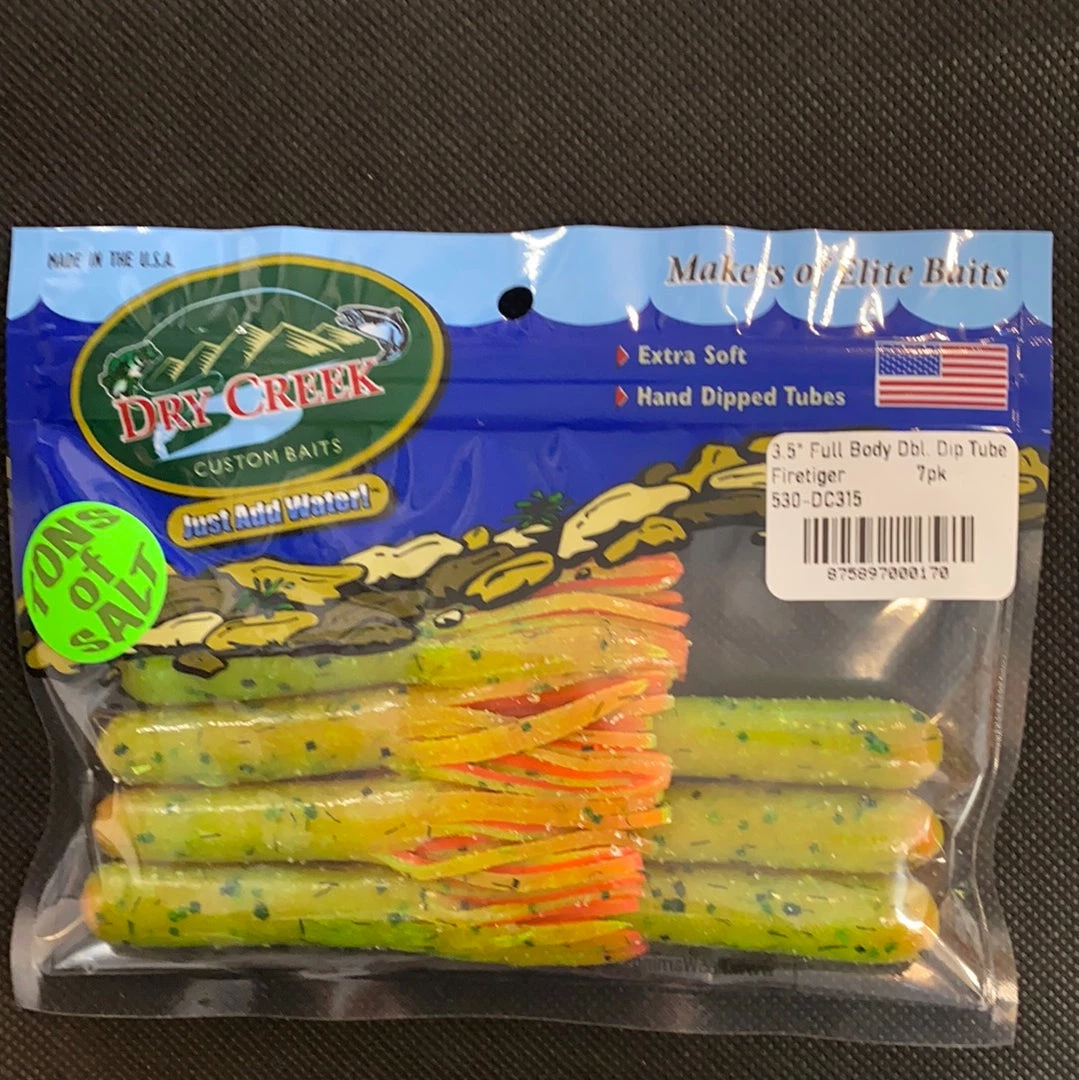 MADE IN THE U.S.A.
Makers of Elite Baits
DRY CREEK
CUSTOM BAITS
Just Add Water!™
Extra Soft
Hand Dipped Tubes
3.5" Full Body Dbl. Dip Tube
Firetiger 7pk
530-DC315
875897000170
TONS
of
SALT